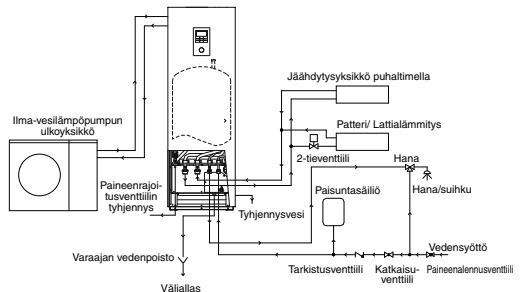 Jäähdytysyksikkö puhaltimella
Ilma-vesilämpöpumpun
ulkoyksikkö
Patteri/ Lattialämmitys
2-tieventtiili
Hana
Paineenrajoi-
tusventtiilin
tyhjennys
Paisuntasäiliö
Hana/suihku
Tyhjennysvesi
Varaajan vedenpoisto
Vedensyöttö
Tarkistusventtiili
Katkaisu-
venttiili
Paineenalennusventtiili
Väliallas